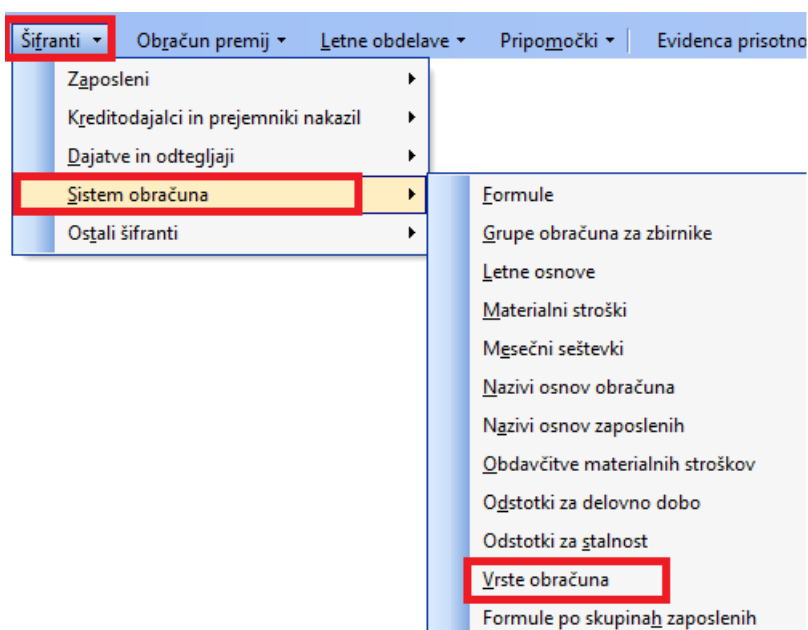 Šifranti Obračun premij Letne obdelave Pripomočki Evidenca prisotno
Zaposleni
Kreditodajalci in prejemniki nakazil
Dajatve in odtegljaji
Sistem obračuna
Ostali šifranti
Formule
Grupe obračuna za zbirnike
Letne osnove
Materialni stroški
Mesečni seštevki
Nazivi osnov obračuna
Nazivi osnov zaposlenih
Obdavčitve materialnih stroškov
Odstotki za delovno dobo
Odstotki za stalnost
Vrste obračuna
Formule po skupinah zaposlenih